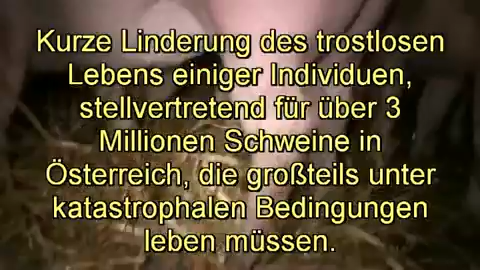 Kurze Linderung des trostlosen
Lebens einiger Individuen,
stellvertretend für über 3
Millionen Schweine in
Österreich, die großteils unter
katastrophalen Bedingungen
leben müssen.